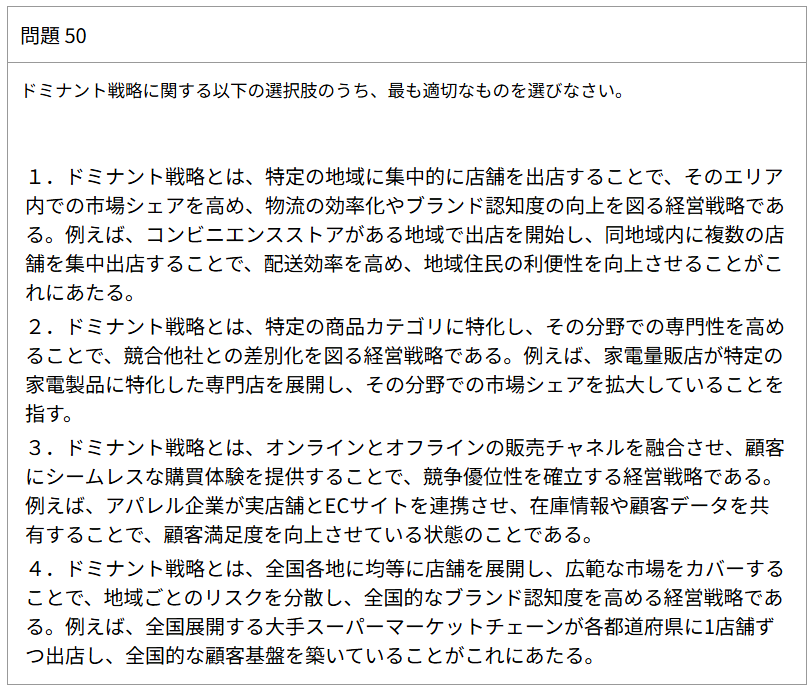 問題 50
ドミナント戦略に関する以下の選択肢のうち、最も適切なものを選びなさい。
１．ドミナント戦略とは、特定の地域に集中的に店舗を出店することで、そのエリア
内での市場シェアを高め、物流の効率化やブランド認知度の向上を図る経営戦略であ
る。例えば、コンビニエンスストアがある地域で出店を開始し、同地域内に複数の店
舗を集中出店することで、配送効率を高め、地域住民の利便性を向上させることがこ
れにあたる。
２．ドミナント戦略とは、特定の商品カテゴリに特化し、その分野での専門性を高め
ることで、競合他社との差別化を図る経営戦略である。例えば、家電量販店が特定の
家電製品に特化した専門店を展開し、その分野での市場シェアを拡大していることを
指す。
３．ドミナント戦略とは、オンラインとオフラインの販売チャネルを融合させ、顧客
にシームレスな購買体験を提供することで、競争優位性を確立する経営戦略である。
例えば、アパレル企業が実店舗とECサイトを連携させ、在庫情報や顧客データを共
有することで、顧客満足度を向上させている状態のことである。
４．ドミナント戦略とは、全国各地に均等に店舗を展開し、広範な市場をカバーする
ことで、地域ごとのリスクを分散し、全国的なブランド認知度を高める経営戦略であ
る。例えば、全国展開する大手スーパーマーケットチェーンが各都道府県に1店舗ず
つ出店し、全国的な顧客基盤を築いていることがこれにあたる。